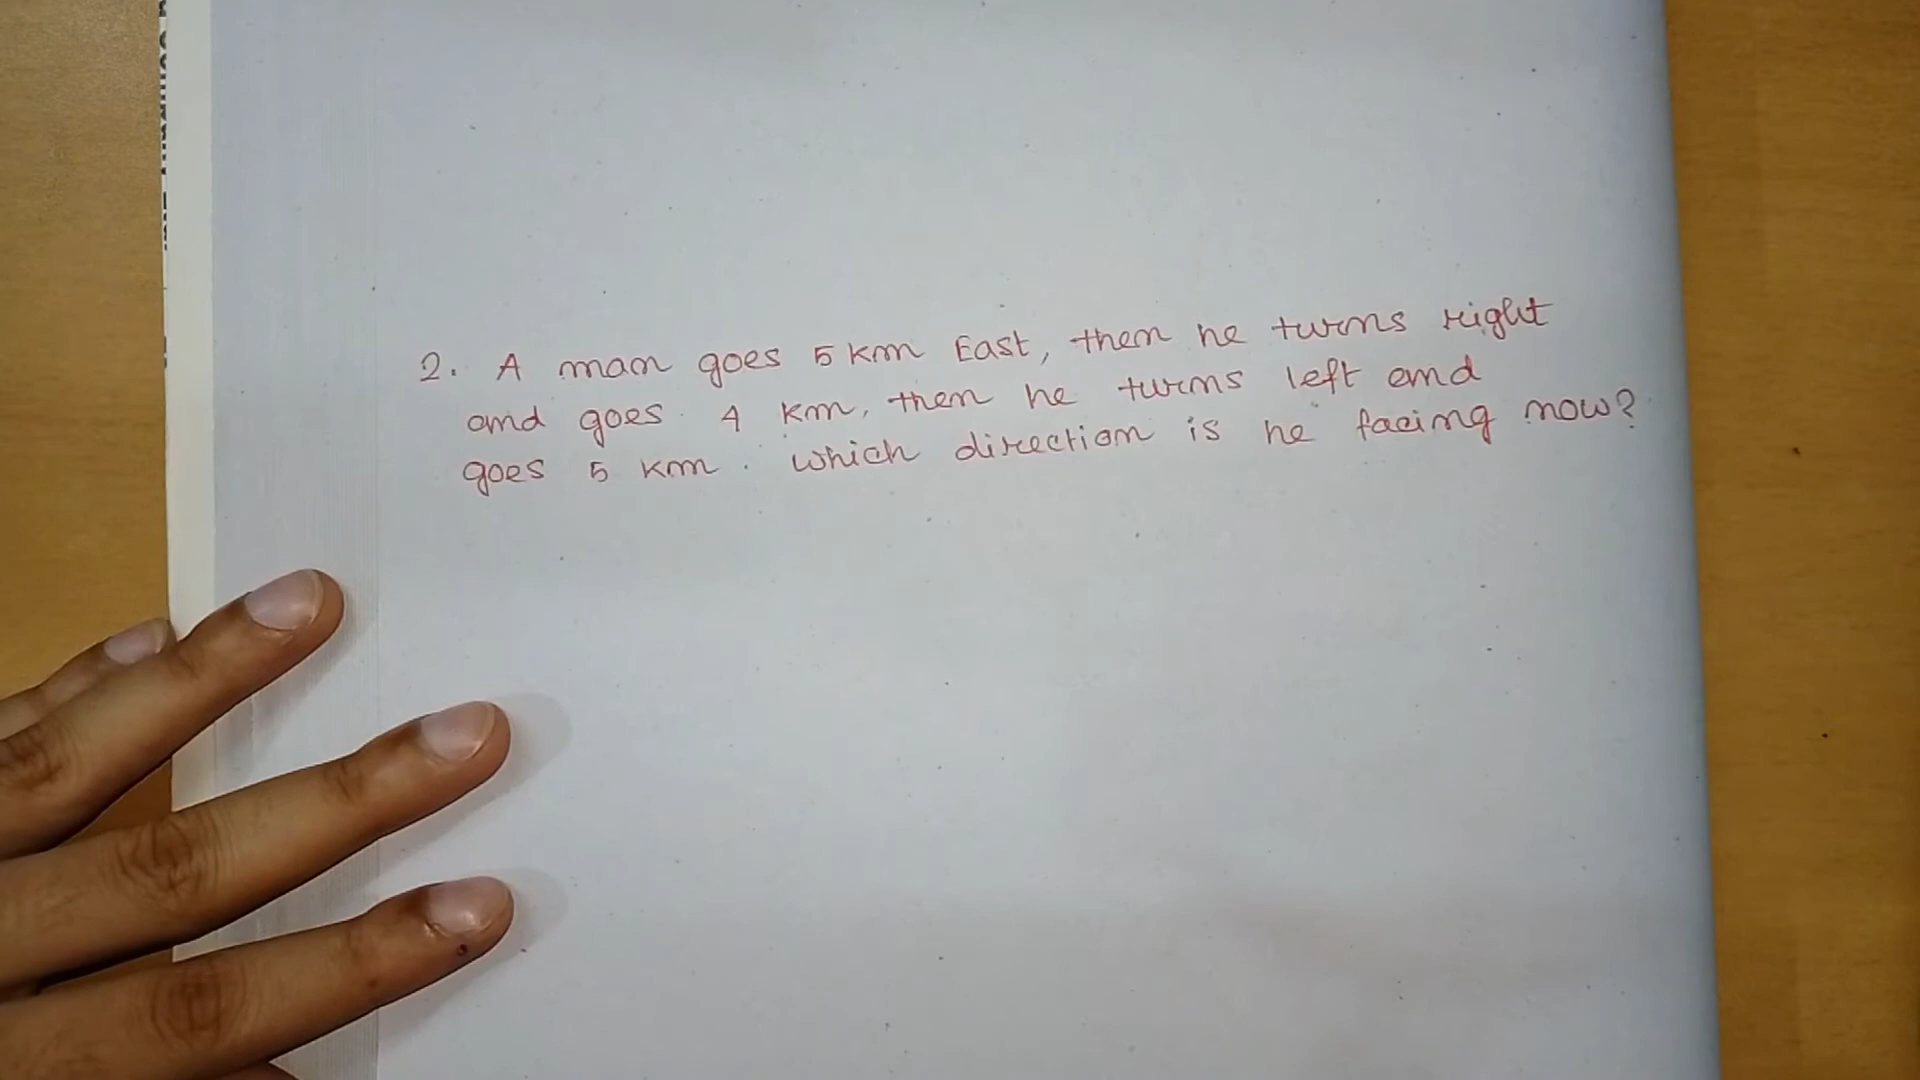 2. A man goes 5 km East, then he turns right
and goes 4 km, then he turns left and
goes 5 km. Which direction is he facing now?